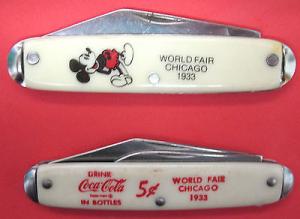 WORLD FAIR
CHICAGO
1933
DRINK
Coca-Cola
IN BOTTLES
5¢
WORLD FAIR
CHICAGO
1933